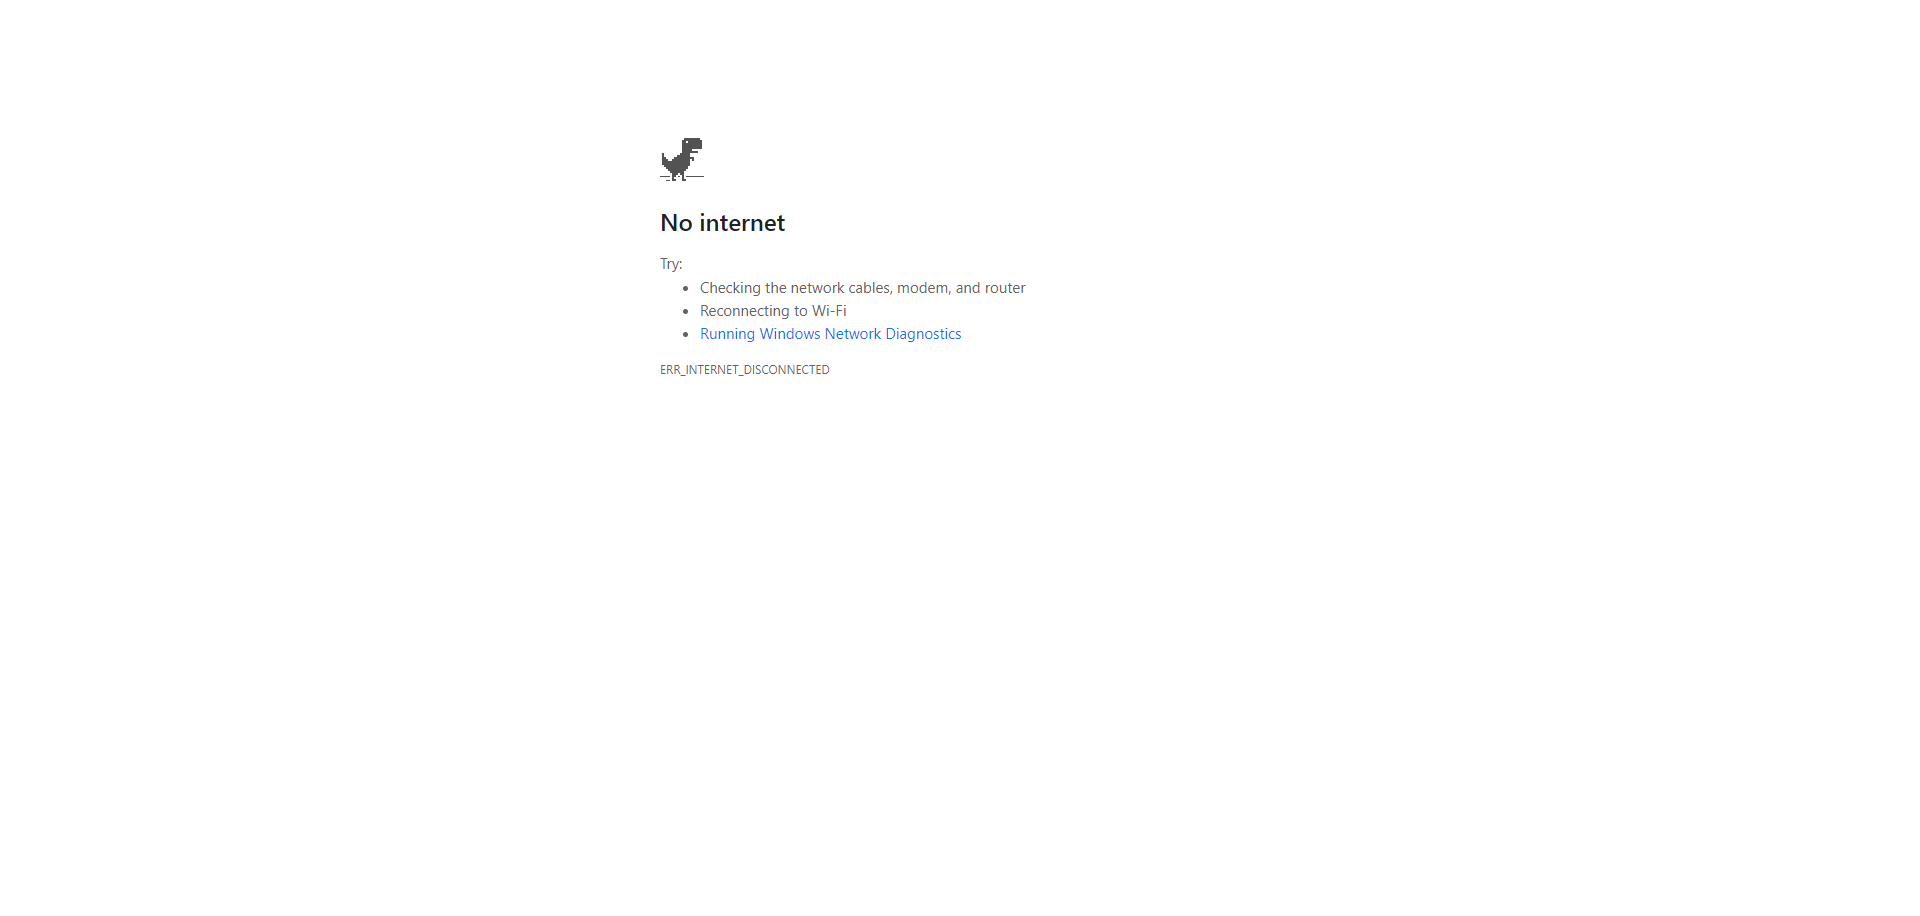 No internet
Try:
Checking the network cables, modem, and router
Reconnecting to Wi-Fi
Running Windows Network Diagnostics
ERR_INTERNET_DISCONNECTED